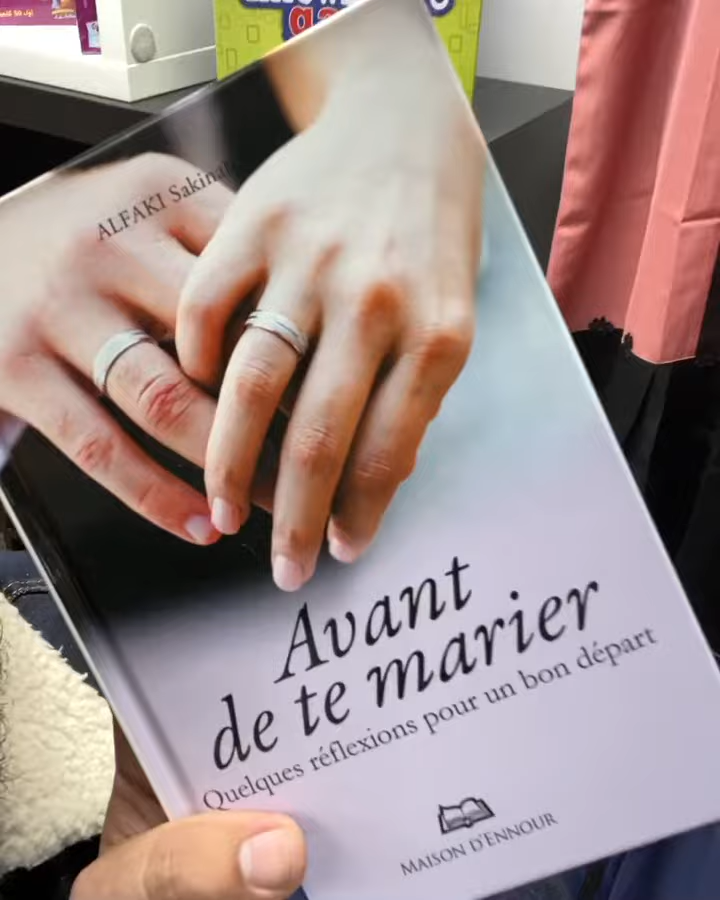 ALFAKI Sakina
Avant
de te marier
Quelques réflexions pour un bon départ
MAISON D'ENNOUR